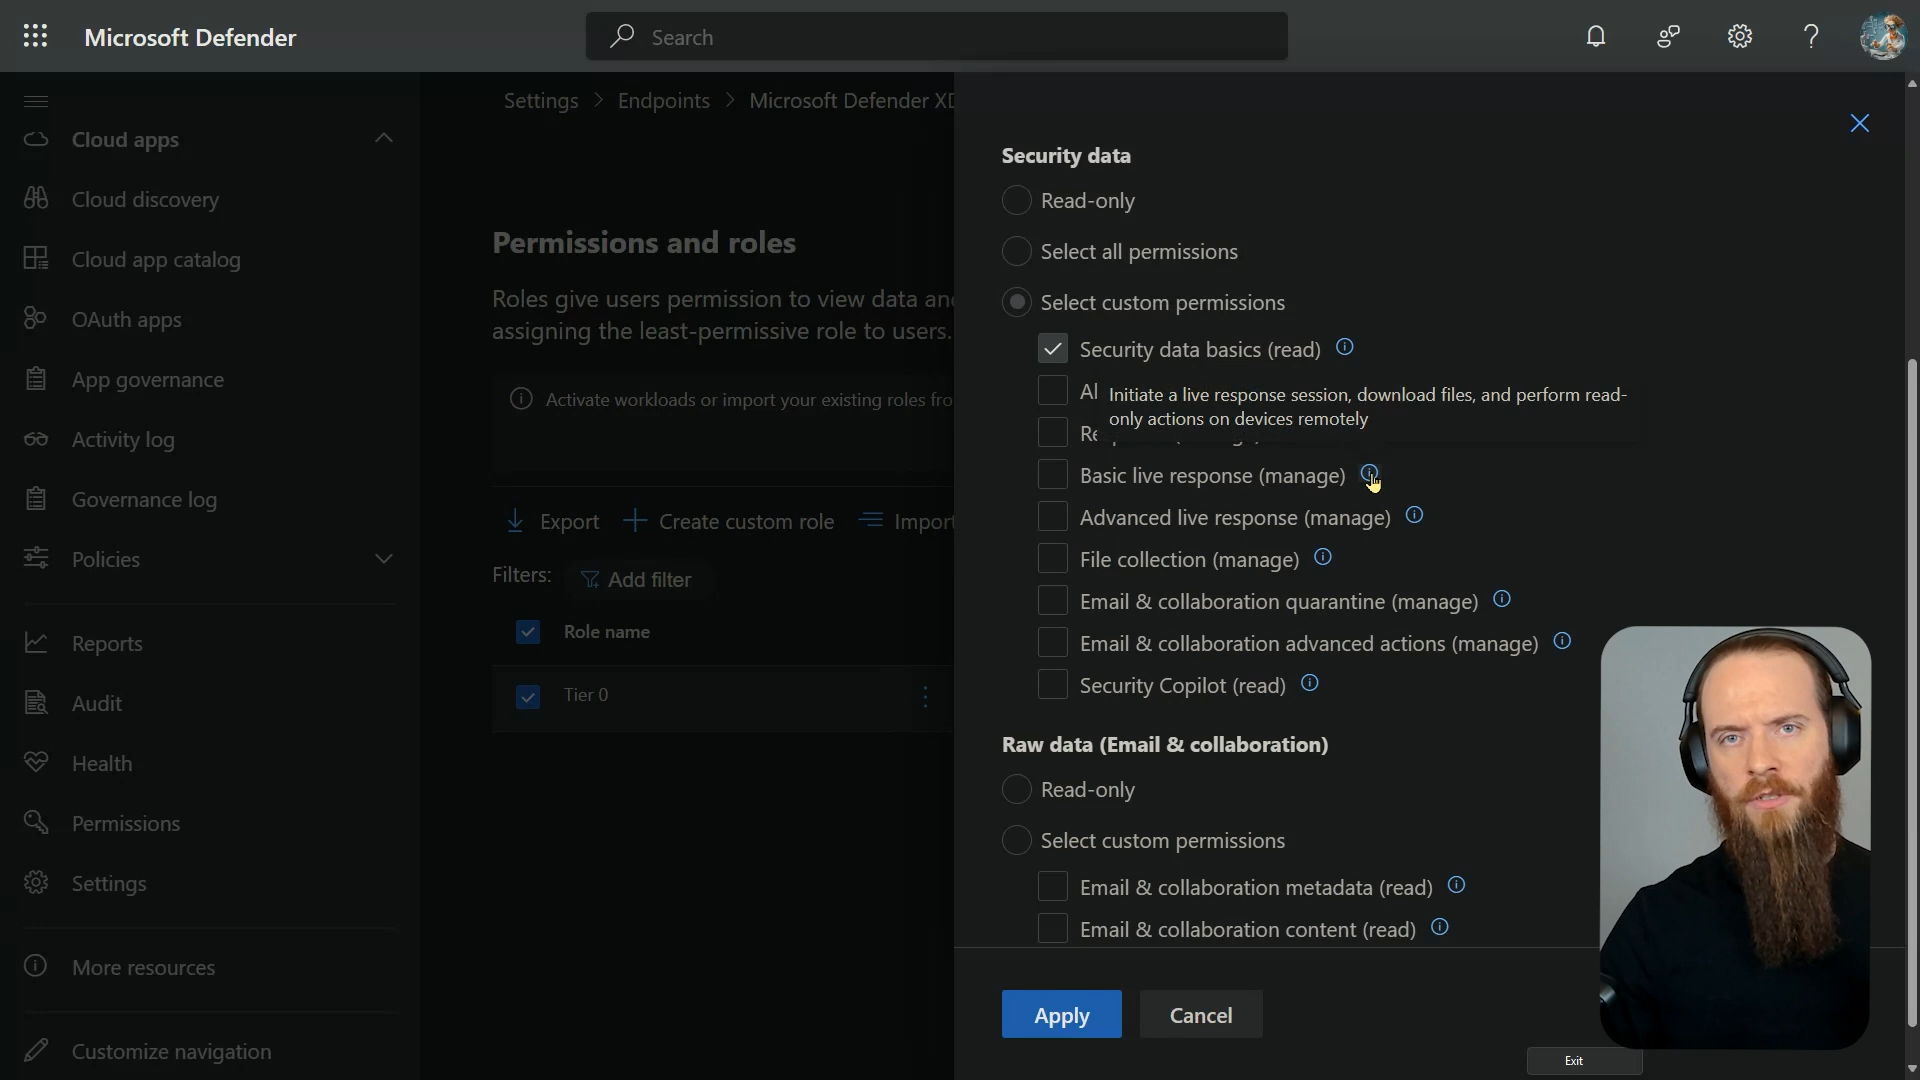 Microsoft Defender
Search
Cloud apps
Cloud discovery
Cloud app catalog
OAuth apps
App governance
Activity log
Governance log
Policies
Reports
Audit
Health
Permissions
Settings
More resources
Customize navigation
Settings > Endpoints > Microsoft Defender XD
Permissions and roles
Roles give users permission to view data an
assigning the least-permissive role to users.
Activate workloads or import your existing roles fro
Export
Create custom role
Import
Filters:
Add filter
Role name
Tier 0
Security data
Read-only
Select all permissions
Select custom permissions
Security data basics (read)
Al
Initiate a live response session, download files, and perform read-
only actions on devices remotely
Re
Basic live response (manage)
Advanced live response (manage)
File collection (manage)
Email & collaboration quarantine (manage)
Email & collaboration advanced actions (manage)
Security Copilot (read)
Raw data (Email & collaboration)
Read-only
Select custom permissions
Email & collaboration metadata (read)
Email & collaboration content (read)
Apply
Cancel
Exit